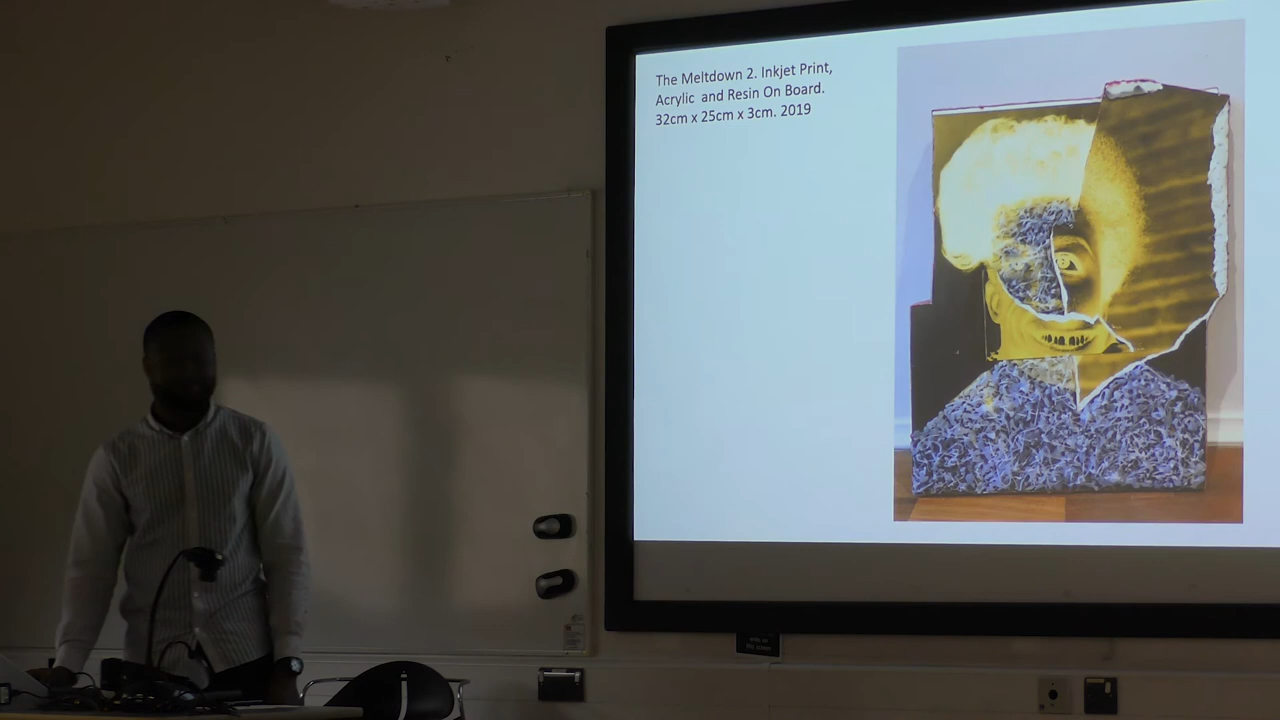 The Meltdown 2. Inkjet Print,
Acrylic  and Resin On Board.
32cm x 25cm x 3cm. 2019